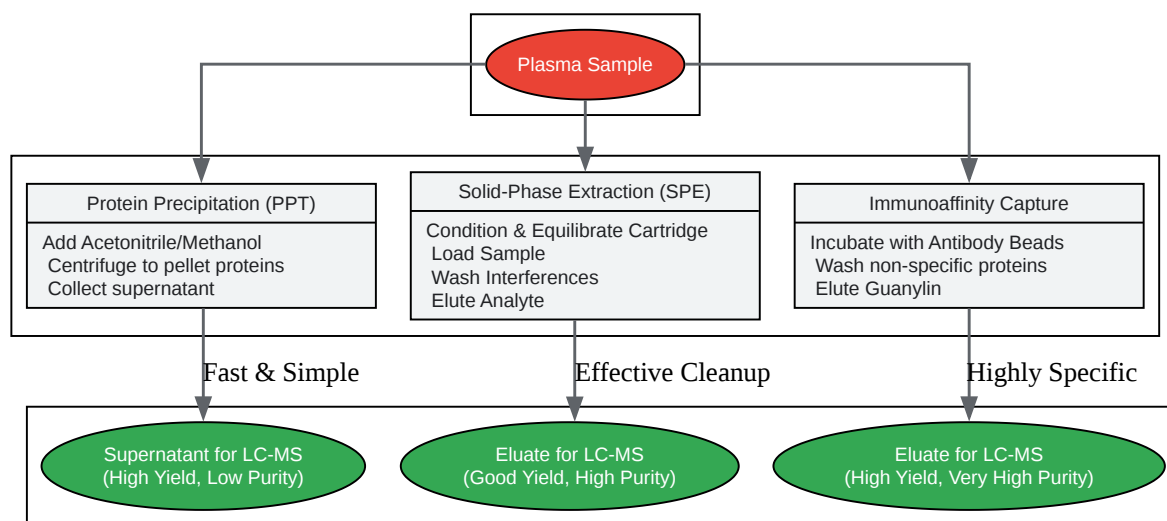 Plasma Sample
Protein Precipitation (PPT)
Add Acetonitrile/Methanol
Centrifuge to pellet proteins
Collect supernatant
Solid-Phase Extraction (SPE)
Condition & Equilibrate Cartridge
Load Sample
Wash Interferences
Elute Analyte
Immunoaffinity Capture
Incubate with Antibody Beads
Wash non-specific proteins
Elute Guanylin
Fast & Simple
Effective Cleanup
Highly Specific
Supernatant for LC-MS
(High Yield, Low Purity)
Eluate for LC-MS
(Good Yield, High Purity)
Eluate for LC-MS
(High Yield, Very High Purity)